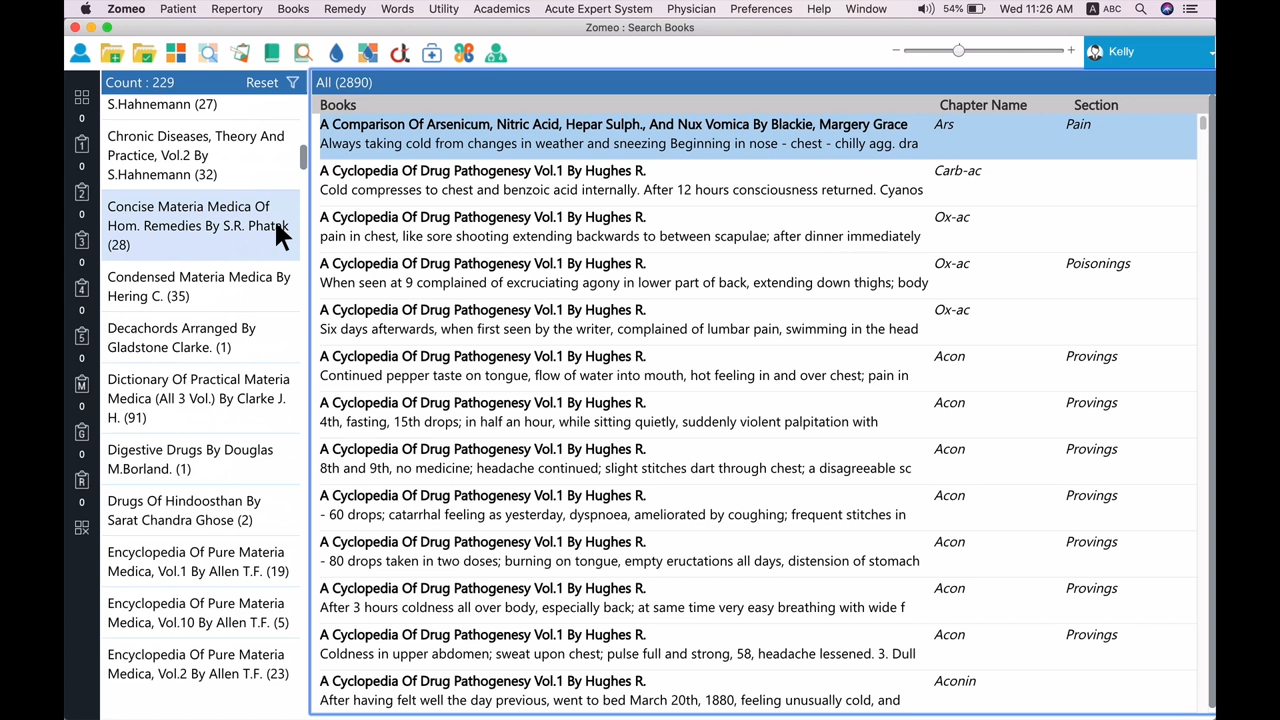 Zomeo Patient Repertory Books Remedy Words Utility Academics Acute Expert System Physician Preferences Help Window 54% Wed 11:26 AM A ABC
Zomeo : Search Books
− + Kelly
Count : 229 Reset
S.Hahnemann (27)
Chronic Diseases, Theory And
Practice, Vol.2 By
S.Hahnemann (32)
Concise Materia Medica Of
Hom. Remedies By S.R. Phatak
(28)
Condensed Materia Medica By
Hering C. (35)
Decachords Arranged By
Gladstone Clarke. (1)
Dictionary Of Practical Materia
Medica (All 3 Vol.) By Clarke J.
H. (91)
Digestive Drugs By Douglas
M.Borland. (1)
Drugs Of Hindoosthan By
Sarat Chandra Ghose (2)
Encyclopedia Of Pure Materia
Medica, Vol.1 By Allen T.F. (19)
Encyclopedia Of Pure Materia
Medica, Vol.10 By Allen T.F. (5)
Encyclopedia Of Pure Materia
Medica, Vol.2 By Allen T.F. (23)
0
1
0
2
0
3
0
4
0
5
0
M
0
G
0
R
0
All (2890)
Books Chapter Name Section
A Comparison Of Arsenicum, Nitric Acid, Hepar Sulph., And Nux Vomica By Blackie, Margery Grace Ars Pain
Always taking cold from changes in weather and sneezing Beginning in nose - chest - chilly agg. dra
A Cyclopedia Of Drug Pathogenesy Vol.1 By Hughes R. Carb-ac
Cold compresses to chest and benzoic acid internally. After 12 hours consciousness returned. Cyanos
A Cyclopedia Of Drug Pathogenesy Vol.1 By Hughes R. Ox-ac
pain in chest, like sore shooting extending backwards to between scapulae; after dinner immediately
A Cyclopedia Of Drug Pathogenesy Vol.1 By Hughes R. Ox-ac Poisonings
When seen at 9 complained of excruciating agony in lower part of back, extending down thighs; body
A Cyclopedia Of Drug Pathogenesy Vol.1 By Hughes R. Ox-ac
Six days afterwards, when first seen by the writer, complained of lumbar pain, swimming in the head
A Cyclopedia Of Drug Pathogenesy Vol.1 By Hughes R. Acon Provings
Continued pepper taste on tongue, flow of water into mouth, hot feeling in and over chest; pain in
A Cyclopedia Of Drug Pathogenesy Vol.1 By Hughes R. Acon Provings
4th, fasting, 15th drops; in half an hour, while sitting quietly, suddenly violent palpitation with
A Cyclopedia Of Drug Pathogenesy Vol.1 By Hughes R. Acon Provings
8th and 9th, no medicine; headache continued; slight stitches dart through chest; a disagreeable sc
A Cyclopedia Of Drug Pathogenesy Vol.1 By Hughes R. Acon Provings
- 60 drops; catarrhal feeling as yesterday, dyspnoea, ameliorated by coughing; frequent stitches in
A Cyclopedia Of Drug Pathogenesy Vol.1 By Hughes R. Acon Provings
- 80 drops taken in two doses; burning on tongue, empty eructations all days, distension of stomach
A Cyclopedia Of Drug Pathogenesy Vol.1 By Hughes R. Acon Provings
After 3 hours coldness all over body, especially back; at same time very easy breathing with wide f
A Cyclopedia Of Drug Pathogenesy Vol.1 By Hughes R. Acon Provings
Coldness in upper abdomen; sweat upon chest; pulse full and strong, 58, headache lessened. 3. Dull
A Cyclopedia Of Drug Pathogenesy Vol.1 By Hughes R. Aconin
After having felt well the day previous, went to bed March 20th, 1880, feeling unusually cold, and